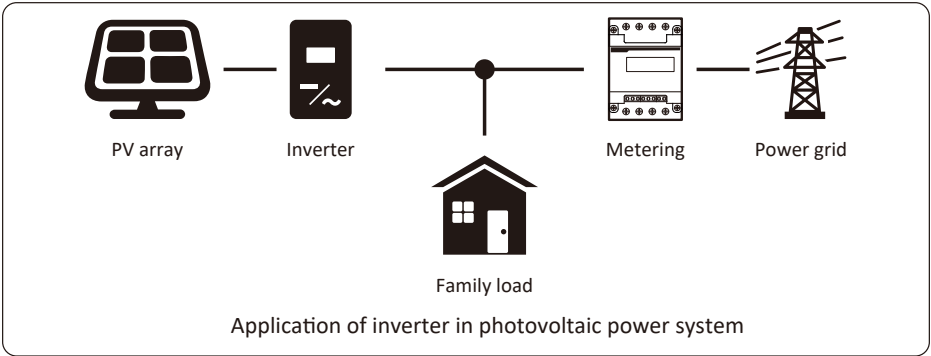 PV array
Inverter
Metering
Power grid
Family load
Application of inverter in photovoltaic power system